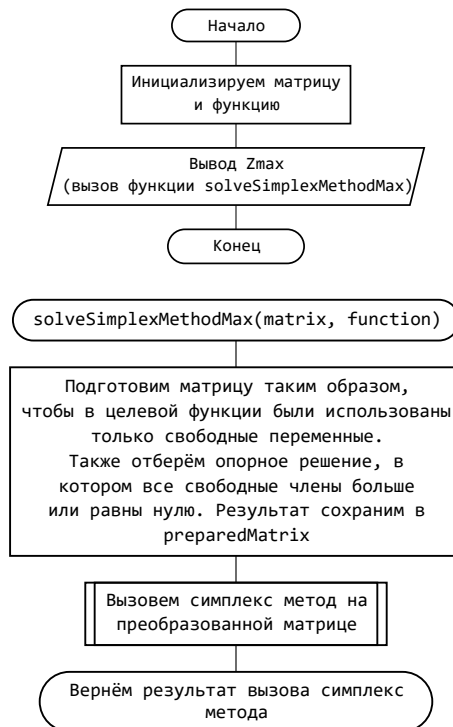 Начало
Инициализируем матрицу
и функцию
Вывод Zmax
(вызов функции solveSimplexMethodMax)
Конец
solveSimplexMethodMax(matrix, function)
Подготовим матрицу таким образом,
чтобы в целевой функции были использованы
только свободные переменные.
Также отберём опорное решение, в
котором все свободные члены больше
или равны нулю. Результат сохраним в
preparedMatrix
Вызовем симплекс метод на
преобразованной матрице
Вернём результат вызова симплекс
метода